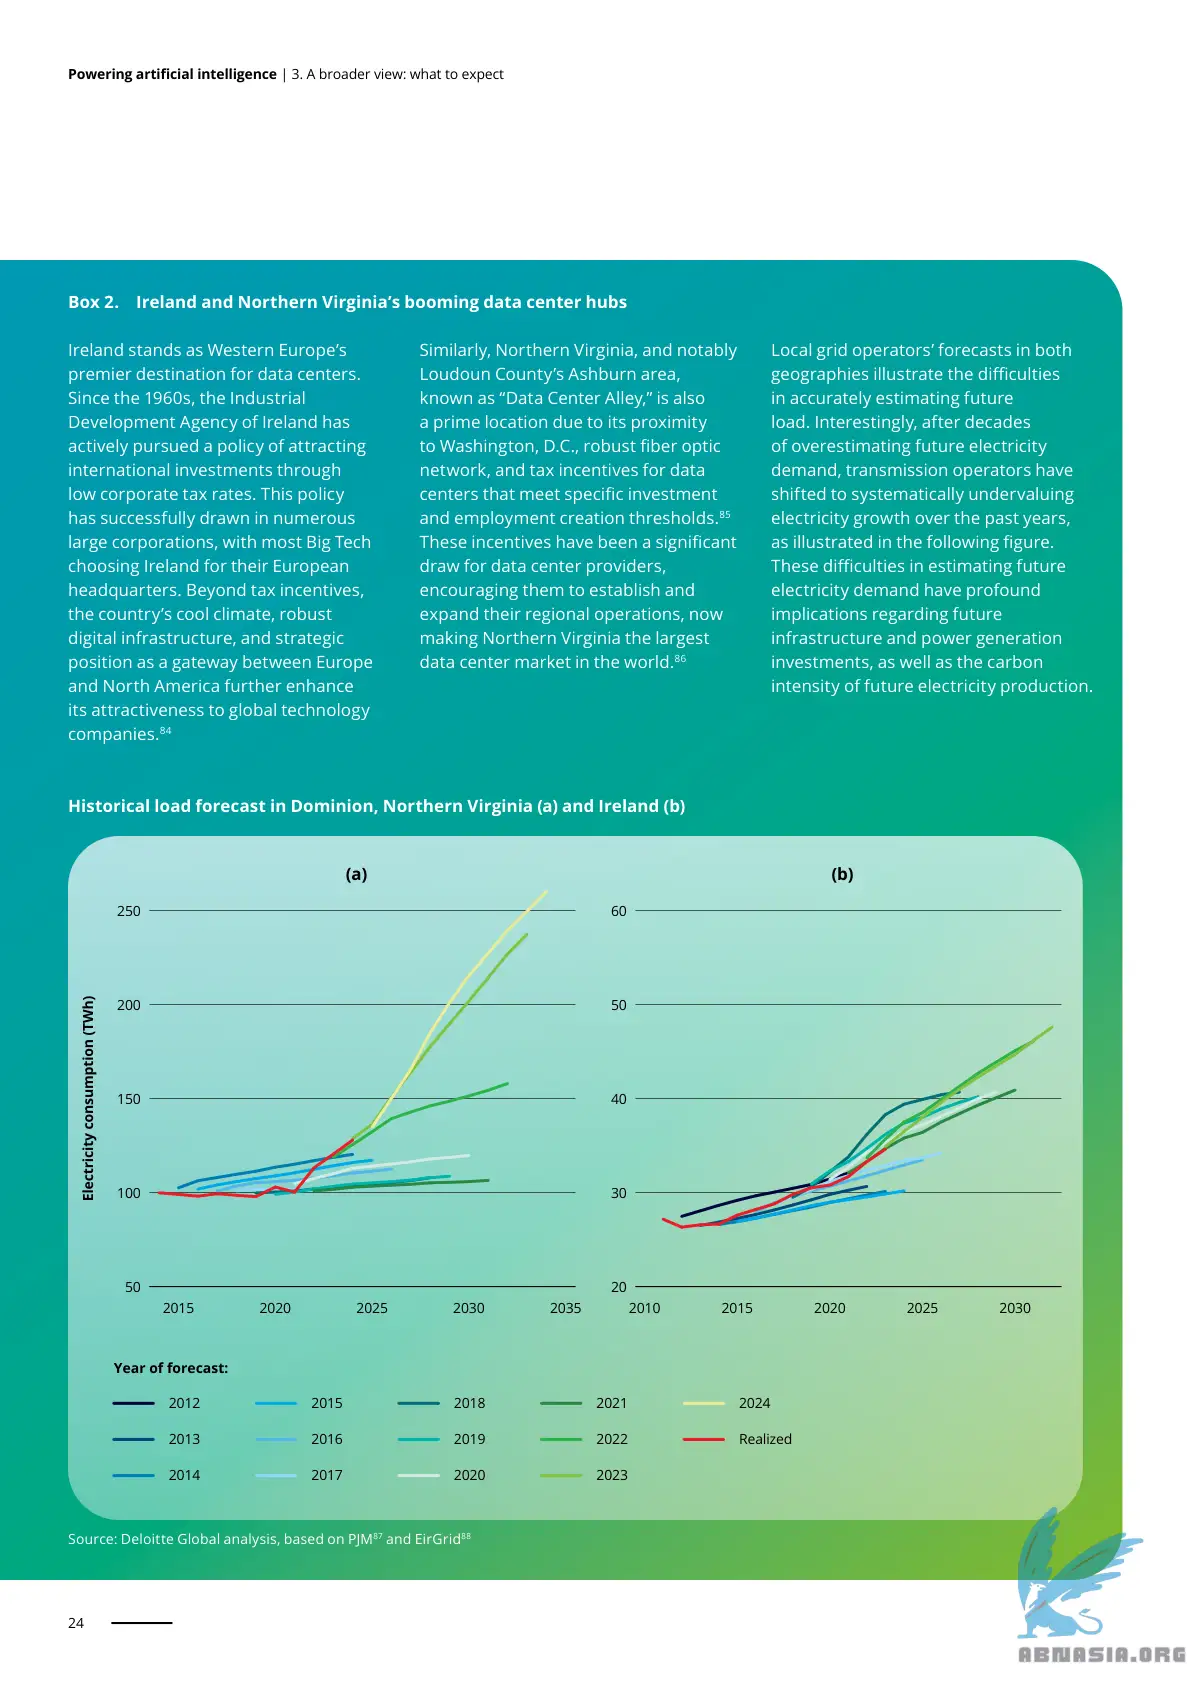 Powering artificial intelligence | 3. A broader view: what to expect
Box 2. Ireland and Northern Virginia’s booming data center hubs
Ireland stands as Western Europe’s
premier destination for data centers.
Since the 1960s, the Industrial
Development Agency of Ireland has
actively pursued a policy of attracting
international investments through
low corporate tax rates. This policy
has successfully drawn in numerous
large corporations, with most Big Tech
choosing Ireland for their European
headquarters. Beyond tax incentives,
the country’s cool climate, robust
digital infrastructure, and strategic
position as a gateway between Europe
and North America further enhance
its attractiveness to global technology
companies.84
Similarly, Northern Virginia, and notably
Loudoun County’s Ashburn area,
known as “Data Center Alley,” is also
a prime location due to its proximity
to Washington, D.C., robust fiber optic
network, and tax incentives for data
centers that meet specific investment
and employment creation thresholds.85
These incentives have been a significant
draw for data center providers,
encouraging them to establish and
expand their regional operations, now
making Northern Virginia the largest
data center market in the world.86
Local grid operators’ forecasts in both
geographies illustrate the difficulties
in accurately estimating future
load. Interestingly, after decades
of overestimating future electricity
demand, transmission operators have
shifted to systematically undervaluing
electricity growth over the past years,
as illustrated in the following figure.
These difficulties in estimating future
electricity demand have profound
implications regarding future
infrastructure and power generation
investments, as well as the carbon
intensity of future electricity production.
Historical load forecast in Dominion, Northern Virginia (a) and Ireland (b)
(a)
Electricity consumption (TWh)
250
200
150
100
50
2015 2020 2025 2030 2035
(b)
60
50
40
30
20
2010 2015 2020 2025 2030
Year of forecast:
2012 2015 2018 2021 2024
2013 2016 2019 2022 Realized
2014 2017 2020 2023
Source: Deloitte Global analysis, based on PJM87 and EirGrid88
24
ABNASIA.ORG